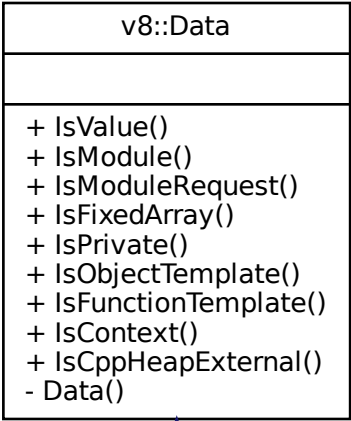 v8::Data
+ IsValue()
+ IsModule()
+ IsModuleRequest()
+ IsFixedArray()
+ IsPrivate()
+ IsObjectTemplate()
+ IsFunctionTemplate()
+ IsContext()
+ IsCppHeapExternal()
- Data()